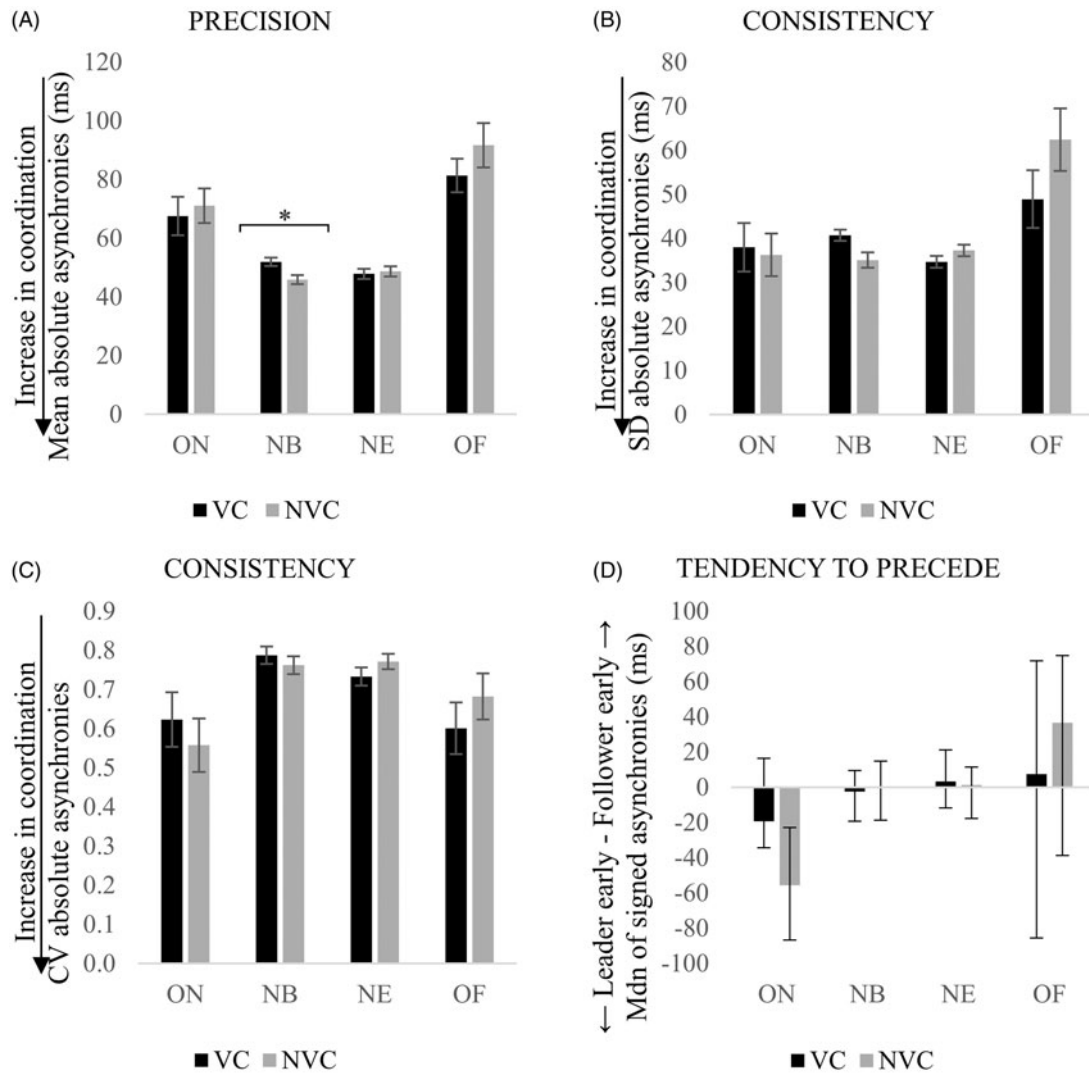 (A)
PRECISION
Increase in coordination
Mean absolute asynchronies (ms)
120
100
80
60
40
20
0
*
ON NB NE OF
■ VC ■ NVC
(B)
CONSISTENCY
Increase in coordination
SD absolute asynchronies (ms)
80
70
60
50
40
30
20
10
0
ON NB NE OF
■ VC ■ NVC
(C)
CONSISTENCY
Increase in coordination
CV absolute asynchronies
0.9
0.8
0.7
0.6
0.5
0.4
0.3
0.2
0.1
0.0
ON NB NE OF
■ VC ■ NVC
(D)
TENDENCY TO PRECEDE
← Leader early - Follower early →
Mdn of signed asynchronies (ms)
100
80
60
40
20
0
-20
-40
-60
-80
-100
ON NB NE OF
■ VC ■ NVC